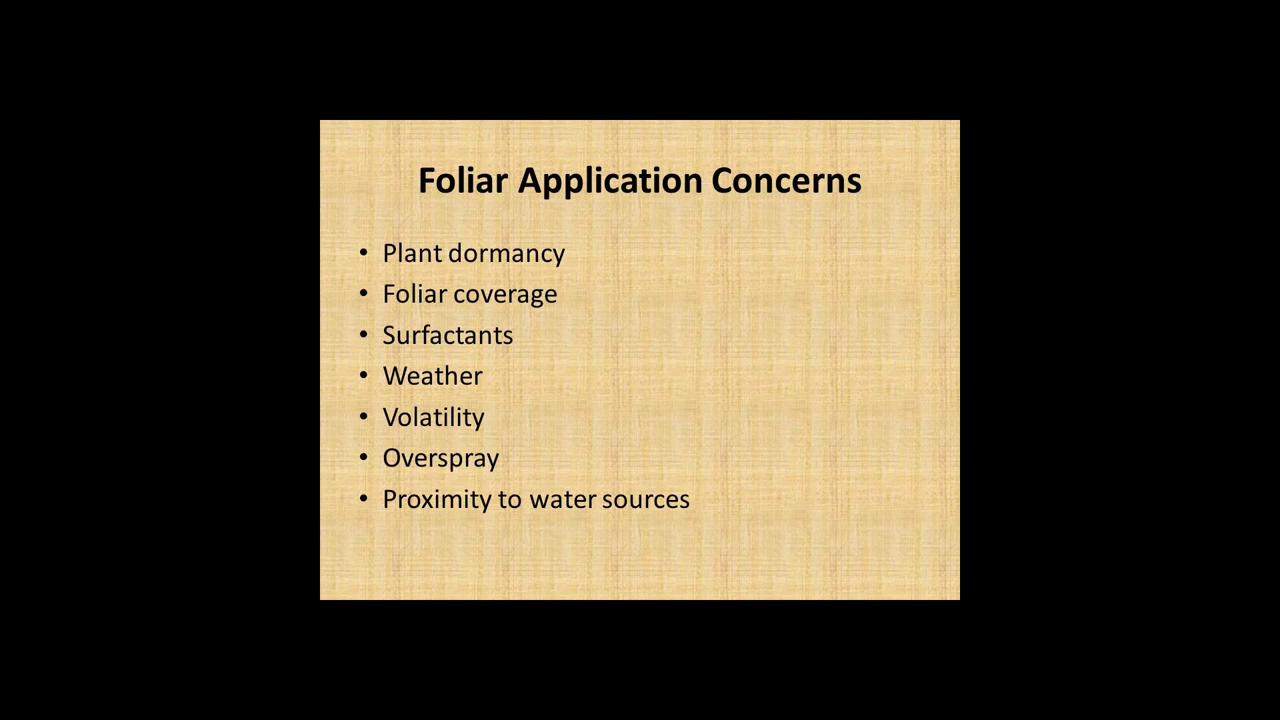 Foliar Application Concerns
• Plant dormancy
• Foliar coverage
• Surfactants
• Weather
• Volatility
• Overspray
• Proximity to water sources